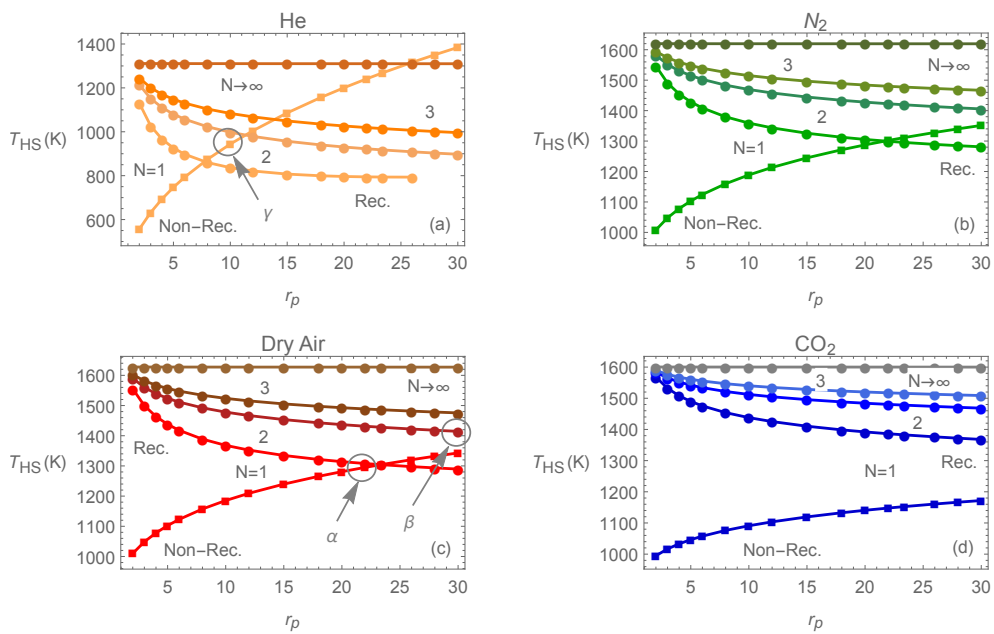 He
1400
1200
1000
800
600
T_HS(K)
N→∞
3
2
N=1
γ
Rec.
Non−Rec.
(a)
5 10 15 20 25 30
r_p
N₂
1600
1500
1400
1300
1200
1100
1000
T_HS(K)
3
N→∞
2
N=1
Rec.
Non−Rec.
(b)
5 10 15 20 25 30
r_p
Dry Air
1600
1500
1400
1300
1200
1100
1000
T_HS(K)
3
N→∞
2
Rec.
N=1
α
β
Non−Rec.
(c)
5 10 15 20 25 30
r_p
CO₂
1600
1500
1400
1300
1200
1100
1000
T_HS(K)
3
N→∞
2
Rec.
N=1
Non−Rec.
(d)
5 10 15 20 25 30
r_p